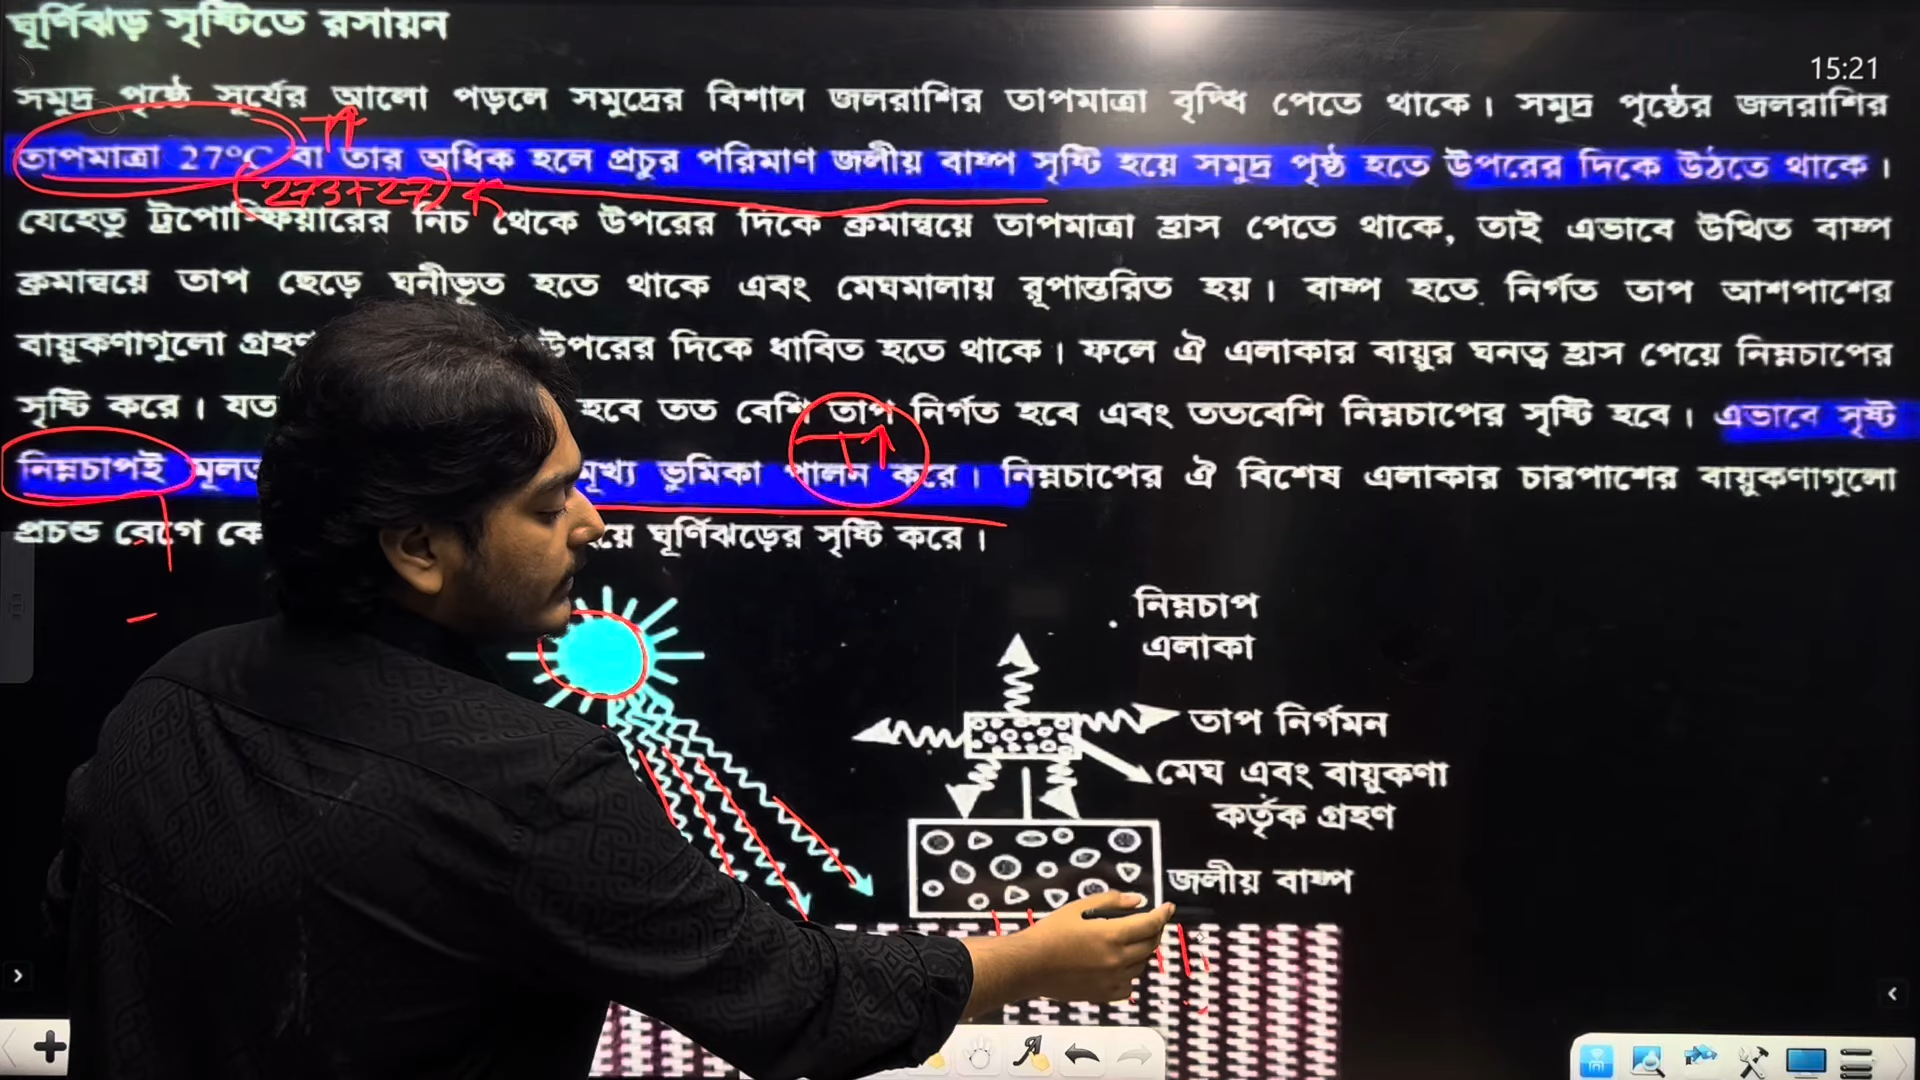 ঘূর্ণিঝড় সৃষ্টিতে রসায়ন
15:21
সমুদ্র পৃষ্ঠে সূর্যের আলো পড়লে সমুদ্রের বিশাল জলরাশির তাপমাত্রা বৃদ্ধি পেতে থাকে। সমুদ্র পৃষ্ঠের জলরাশির
T↑
তাপমাত্রা 27°C বা তার অধিক হলে প্রচুর পরিমাণ জলীয় বাষ্প সৃষ্টি হয়ে সমুদ্র পৃষ্ঠ হতে উপরের দিকে উঠতে থাকে।
(273+27) K
যেহেতু ট্রপোস্ফিয়ারের নিচ থেকে উপরের দিকে ক্রমান্বয়ে তাপমাত্রা হ্রাস পেতে থাকে, তাই এভাবে উত্থিত বাষ্প
ক্রমান্বয়ে তাপ ছেড়ে ঘনীভূত হতে থাকে এবং মেঘমালায় রূপান্তরিত হয়। বাষ্প হতে নির্গত তাপ আশপাশের
বায়ুকণাগুলো গ্রহণ উপরের দিকে ধাবিত হতে থাকে। ফলে ঐ এলাকার বায়ুর ঘনত্ব হ্রাস পেয়ে নিম্নচাপের
সৃষ্টি করে। যত হবে তত বেশি তাপ নির্গত হবে এবং ততবেশি নিম্নচাপের সৃষ্টি হবে। এভাবে সৃষ্ট
T↑
নিম্নচাপই মূলত মূখ্য ভুমিকা পালন করে। নিম্নচাপের ঐ বিশেষ এলাকার চারপাশের বায়ুকণাগুলো
প্রচন্ড বেগে য়ে ঘূর্ণিঝড়ের সৃষ্টি করে।
নিম্নচাপ
এলাকা
তাপ নির্গমন
মেঘ এবং বায়ুকণা
কর্তৃক গ্রহণ
জলীয় বাষ্প